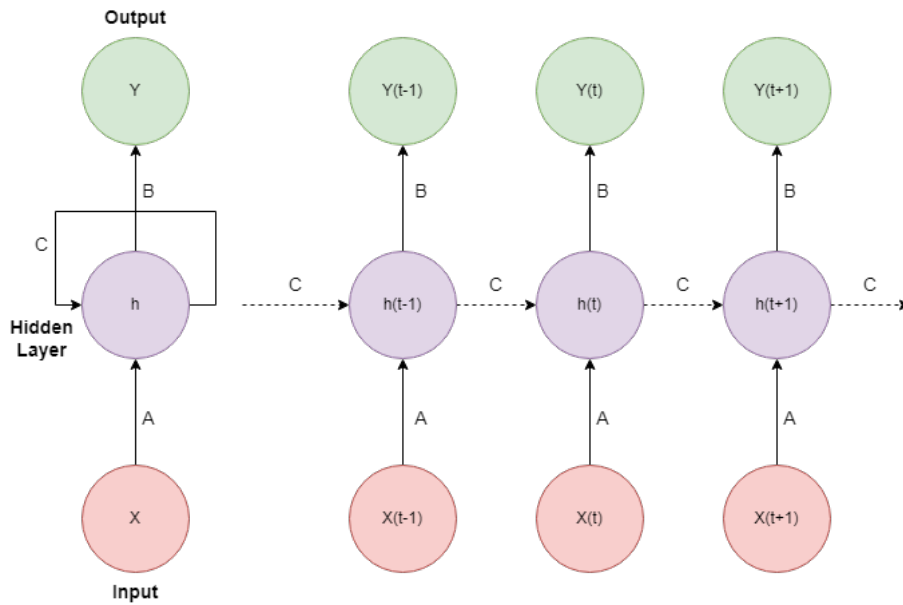 Output
Y
Y(t-1)
Y(t)
Y(t+1)
B
B
B
B
C
h
h(t-1)
h(t)
h(t+1)
C
C
C
C
Hidden
Layer
A
A
A
A
X
X(t-1)
X(t)
X(t+1)
Input